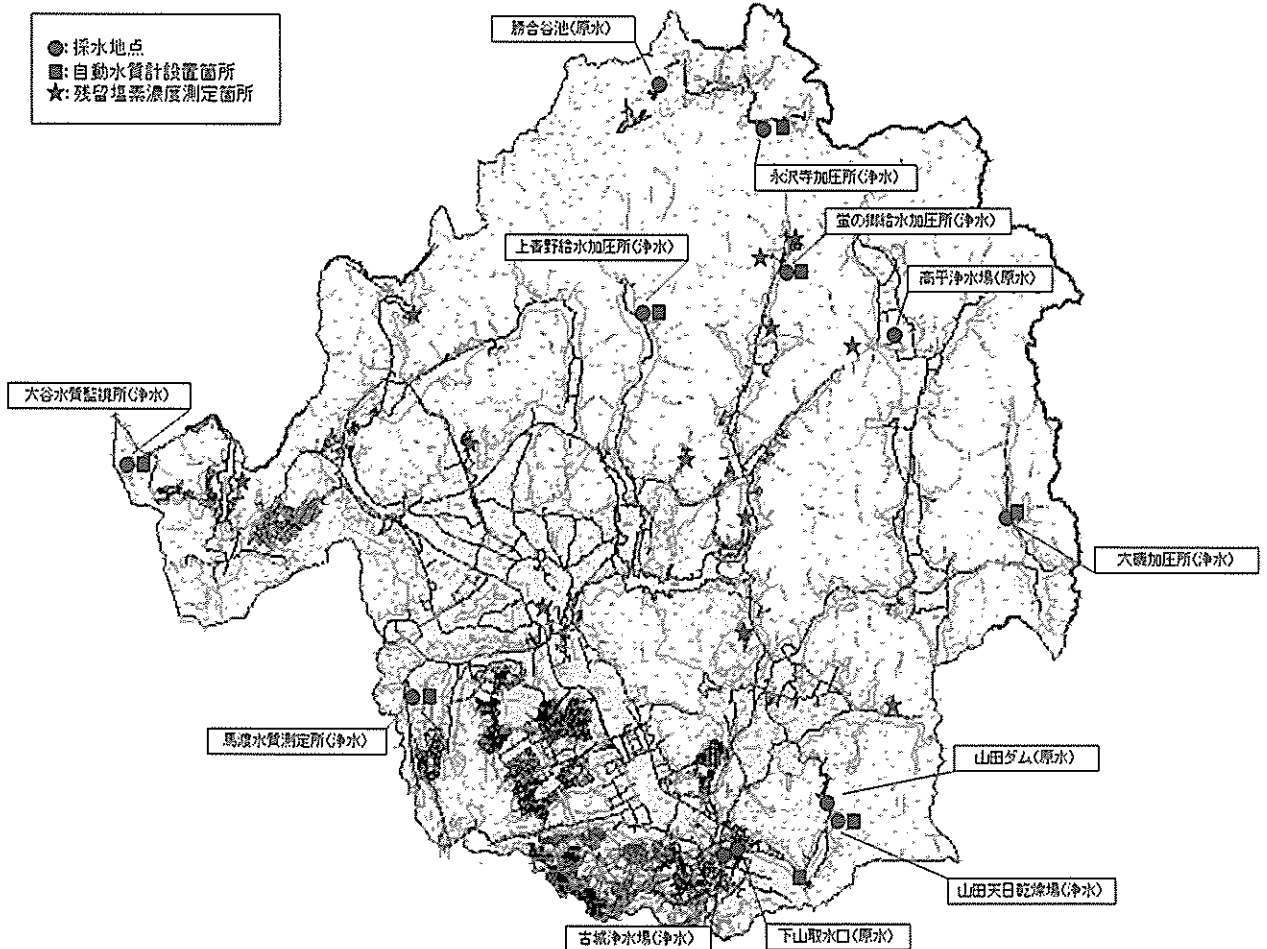 ●:採水地点
■:自動水質計設置箇所
★:残留塩素濃度測定箇所
勝合谷池(原水)
永沢寺加圧所(浄水)
蛍の郷給水加圧所(浄水)
上青野給水加圧所(浄水)
高平浄水場(原水)
大谷水質監視所(浄水)
大磯加圧所(浄水)
馬渡水質測定所(浄水)
山田ダム(原水)
山田天日乾燥場(浄水)
古城浄水場(浄水)
下山取水口(原水)